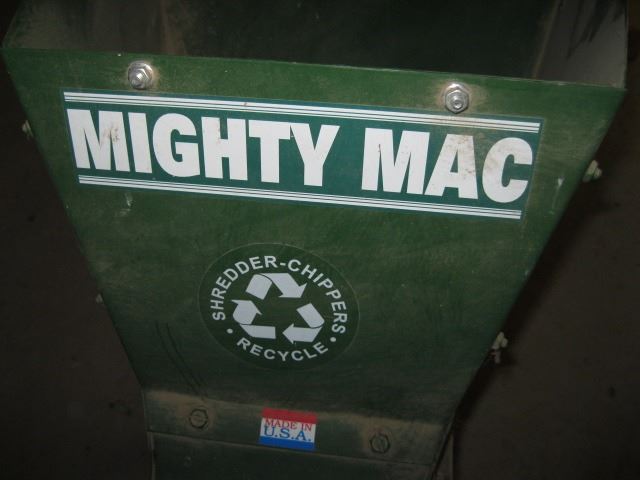 MIGHTY MAC
SHREDDER-CHIPPERS
• RECYCLE •
MADE IN
U.S.A.